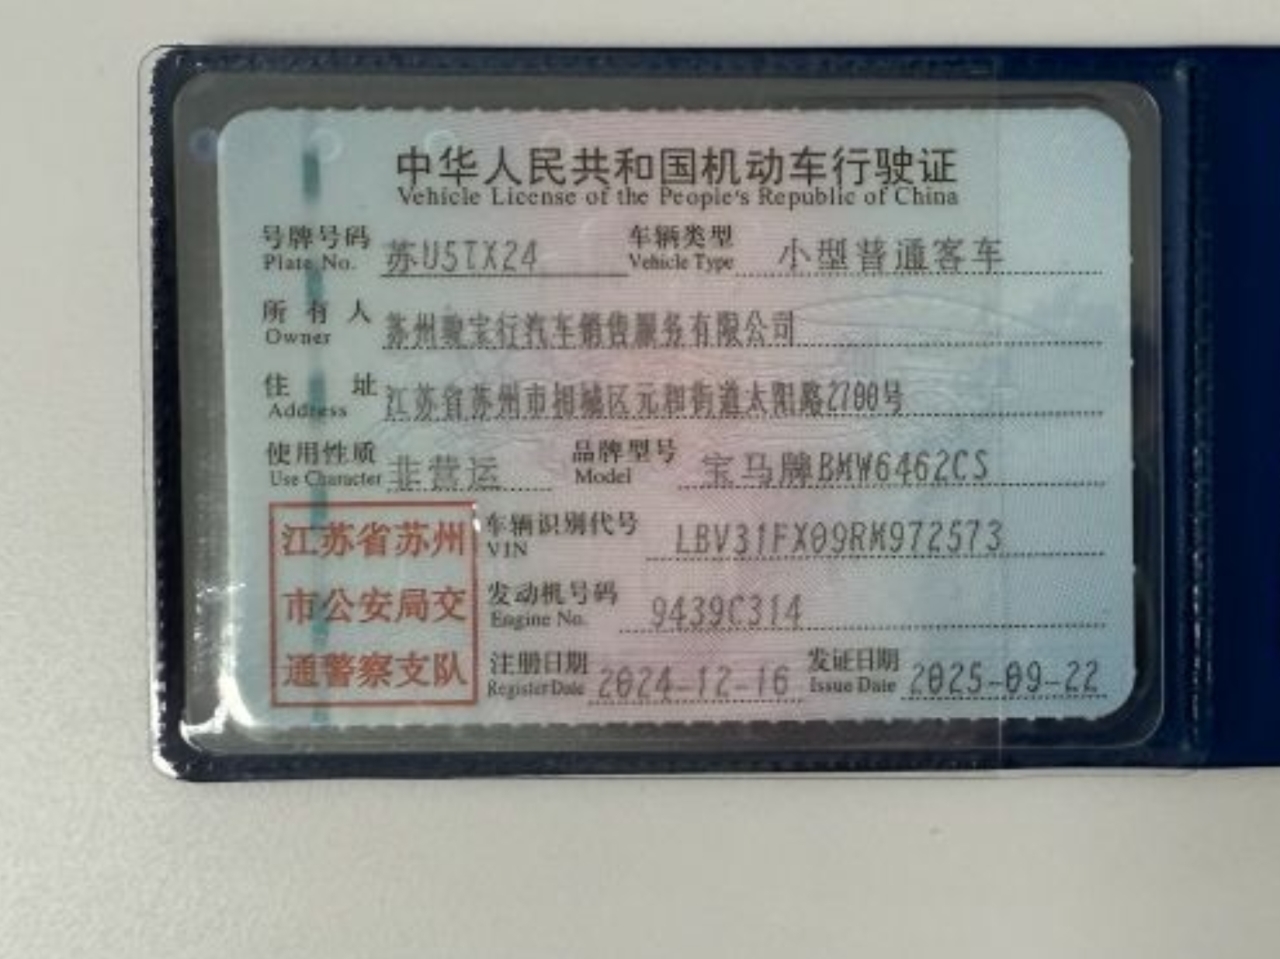 中华人民共和国机动车行驶证
Vehicle License of the People's Republic of China
号牌号码 苏U5TX24 车辆类型 小型普通客车
Plate No. Vehicle Type
所有人 苏州骏宝行汽车销售服务有限公司
Owner
住址 江苏省苏州市相城区元和街道太阳路2700号
Address
使用性质 非营运 品牌型号 宝马牌BMW6462CS
Use Character Model
江苏省苏州
市公安局交
通警察支队
车辆识别代号 LBV31FX09RM972573
VIN
发动机号码 9439C314
Engine No.
注册日期 2024-12-16 发证日期 2025-09-22
Register Date Issue Date